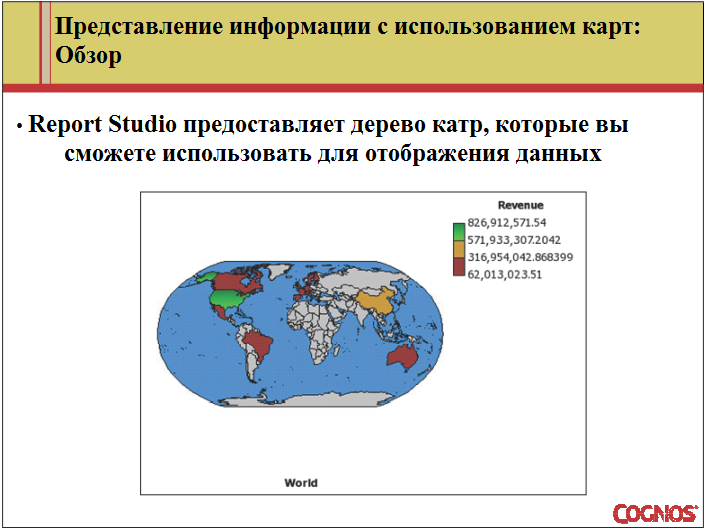 Представление информации с использованием карт:
Обзор
• Report Studio предоставляет дерево катр, которые вы
сможете использовать для отображения данных
Revenue
826,912,571.54
571,933,307.2042
316,954,042.868399
62,013,023.51
World
COGNOS